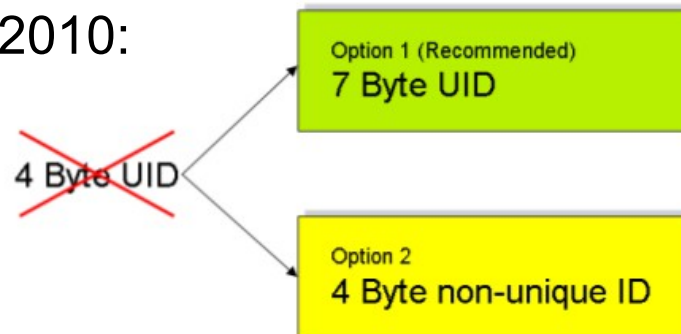 2010:
Option 1 (Recommended)
7 Byte UID
4 Byte UID
Option 2
4 Byte non-unique ID